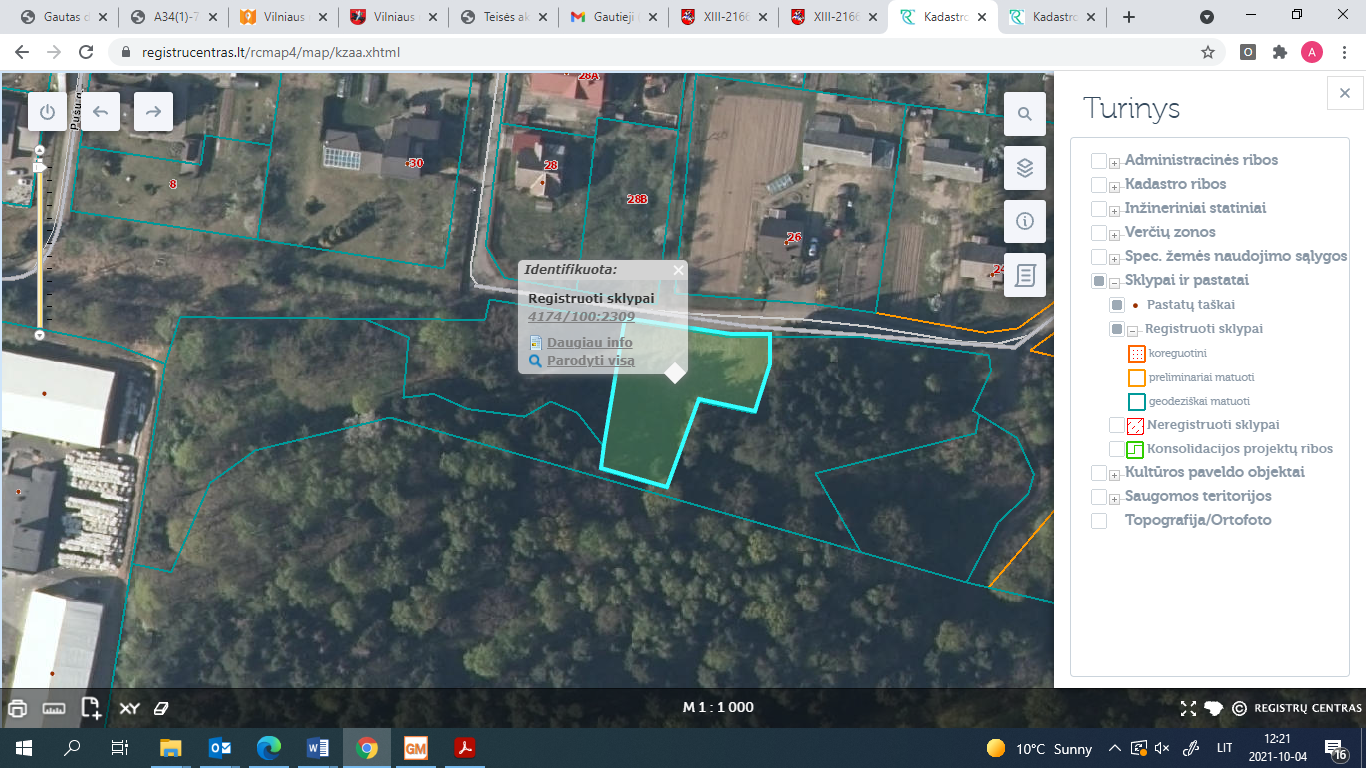 Gautas d
A34(1)-7
Vilniaus r
Vilniaus
Teisės ak
Gautieji
XIII-2166
XIII-2166
Kadastro
Kadastro
registrucentras.lt/rcmap4/map/kzaa.xhtml
A
28A
30
28
8
28B
26
24
Identifikuota:
Registruoti sklypai
4174/100:2309
Daugiau info
Parodyti visą
Turinys
Administracinės ribos
Kadastro ribos
Inžineriniai statiniai
Verčių zonos
Spec. žemės naudojimo sąlygos
Sklypai ir pastatai
Pastatų taškai
Registruoti sklypai
koreguotini
preliminariai matuoti
geodeziškai matuoti
Neregistruoti sklypai
Konsolidacijos projektų ribos
Kultūros paveldo objektai
Saugomos teritorijos
Topografija/Ortofoto
XY
M 1 : 1 000
© REGISTRŲ CENTRAS
GM
10°C Sunny
LIT
12:21
2021-10-04
16